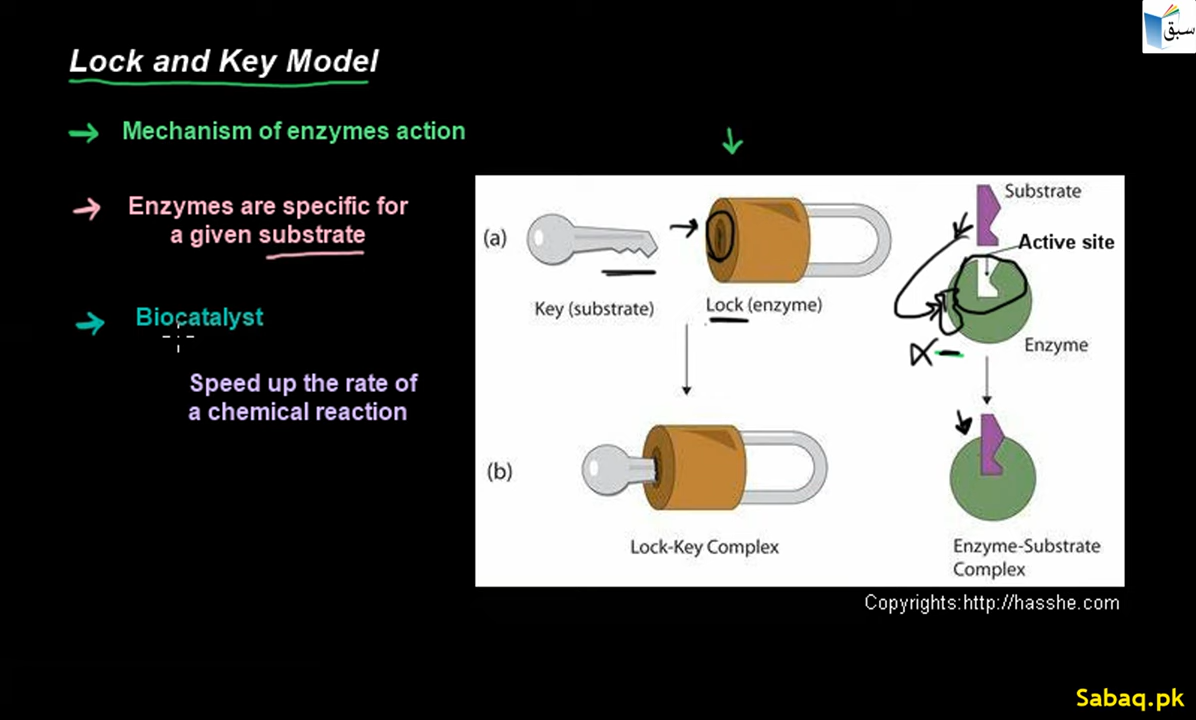 سبق
Lock and Key Model
Mechanism of enzymes action
Enzymes are specific for
a given substrate
Biocatalyst
Speed up the rate of
a chemical reaction
(a)
Key (substrate)
Lock (enzyme)
Substrate
Active site
Enzyme
(b)
Lock-Key Complex
Enzyme-Substrate
Complex
Copyrights:http://hasshe.com
Sabaq.pk